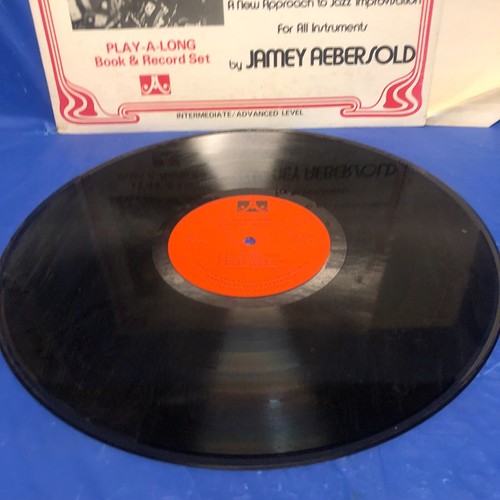 A New Approach to Jazz Improvisation
For All Instruments
by JAMEY AEBERSOLD
PLAY-A-LONG
Book & Record Set
INTERMEDIATE/ADVANCED LEVEL